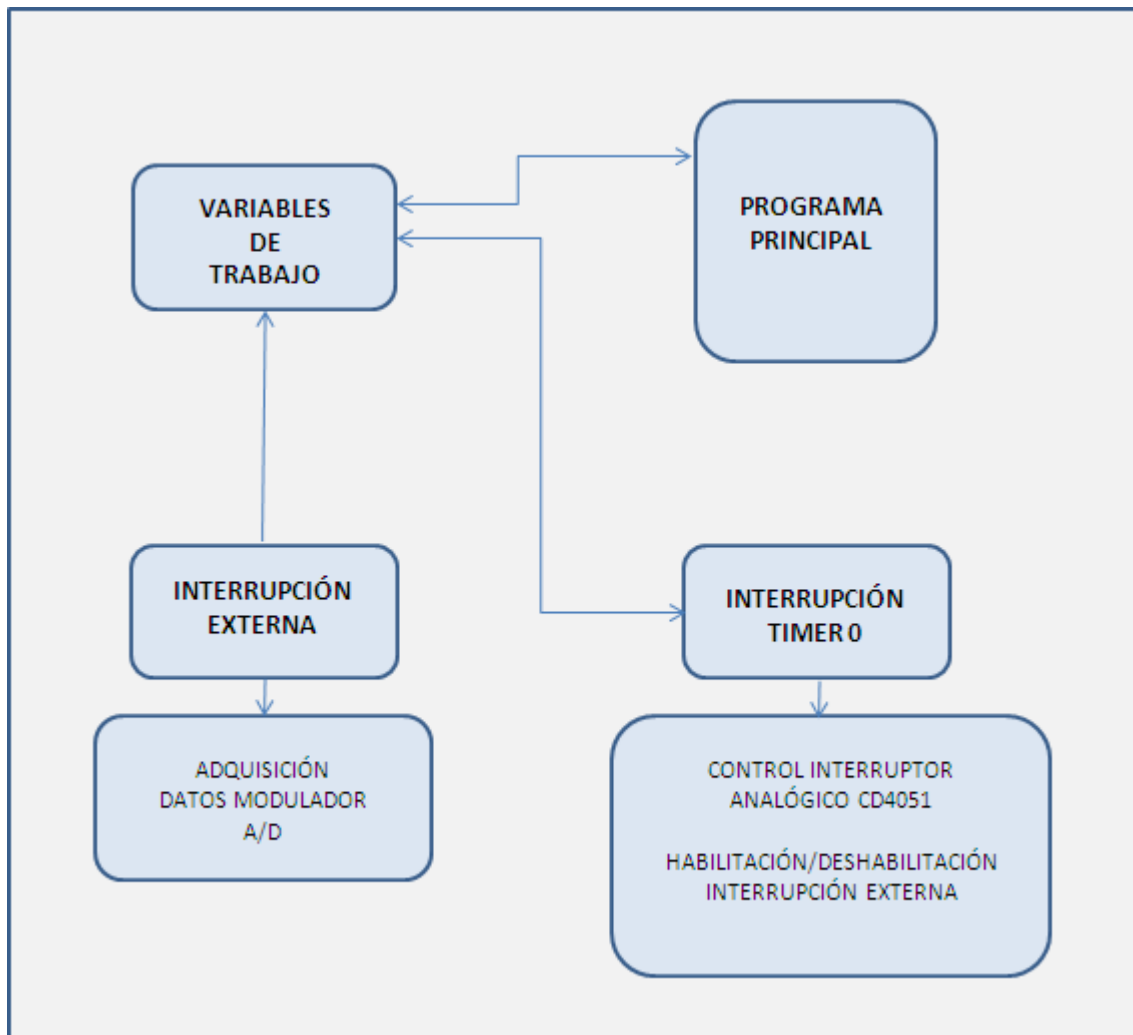 VARIABLES
DE
TRABAJO
PROGRAMA
PRINCIPAL
INTERRUPCIÓN
EXTERNA
INTERRUPCIÓN
TIMER 0
ADQUISICIÓN
DATOS MODULADOR
A/D
CONTROL INTERRUPTOR
ANALÓGICO CD4051
HABILITACIÓN/DESHABILITACIÓN
INTERRUPCIÓN EXTERNA